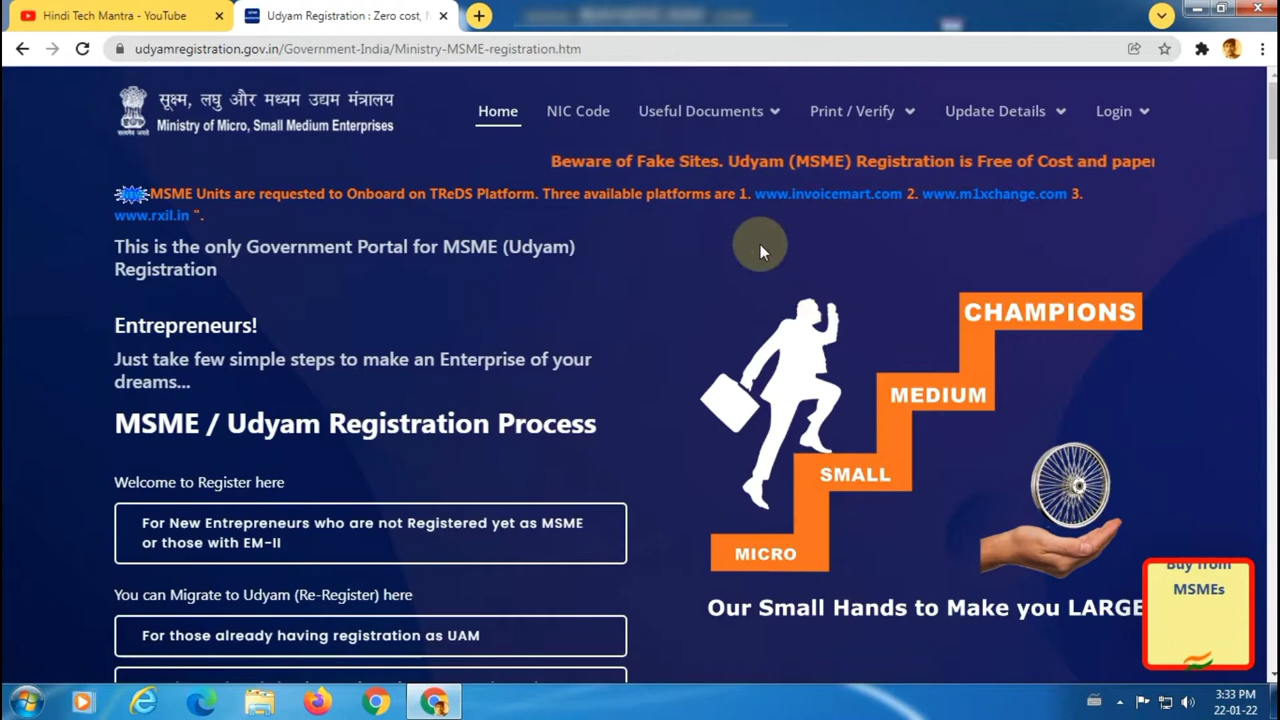 Hindi Tech Mantra - YouTube
Udyam Registration : Zero cost, N
udyamregistration.gov.in/Government-India/Ministry-MSME-registration.htm
सूक्ष्म, लघु और मध्यम उद्यम मंत्रालय
Ministry of Micro, Small Medium Enterprises
सत्यमेव जयते
Home
NIC Code
Useful Documents
Print / Verify
Update Details
Login
Beware of Fake Sites. Udyam (MSME) Registration is Free of Cost and paper
MSME Units are requested to Onboard on TReDS Platform. Three available platforms are 1. www.invoicemart.com 2. www.m1xchange.com 3.
www.rxil.in ".
This is the only Government Portal for MSME (Udyam)
Registration
Entrepreneurs!
Just take few simple steps to make an Enterprise of your
dreams...
MSME / Udyam Registration Process
Welcome to Register here
For New Entrepreneurs who are not Registered yet as MSME
or those with EM-II
You can Migrate to Udyam (Re-Register) here
For those already having registration as UAM
CHAMPIONS
MEDIUM
SMALL
MICRO
Our Small Hands to Make you LARGE
Buy from
MSMEs
3:33 PM
22-01-22